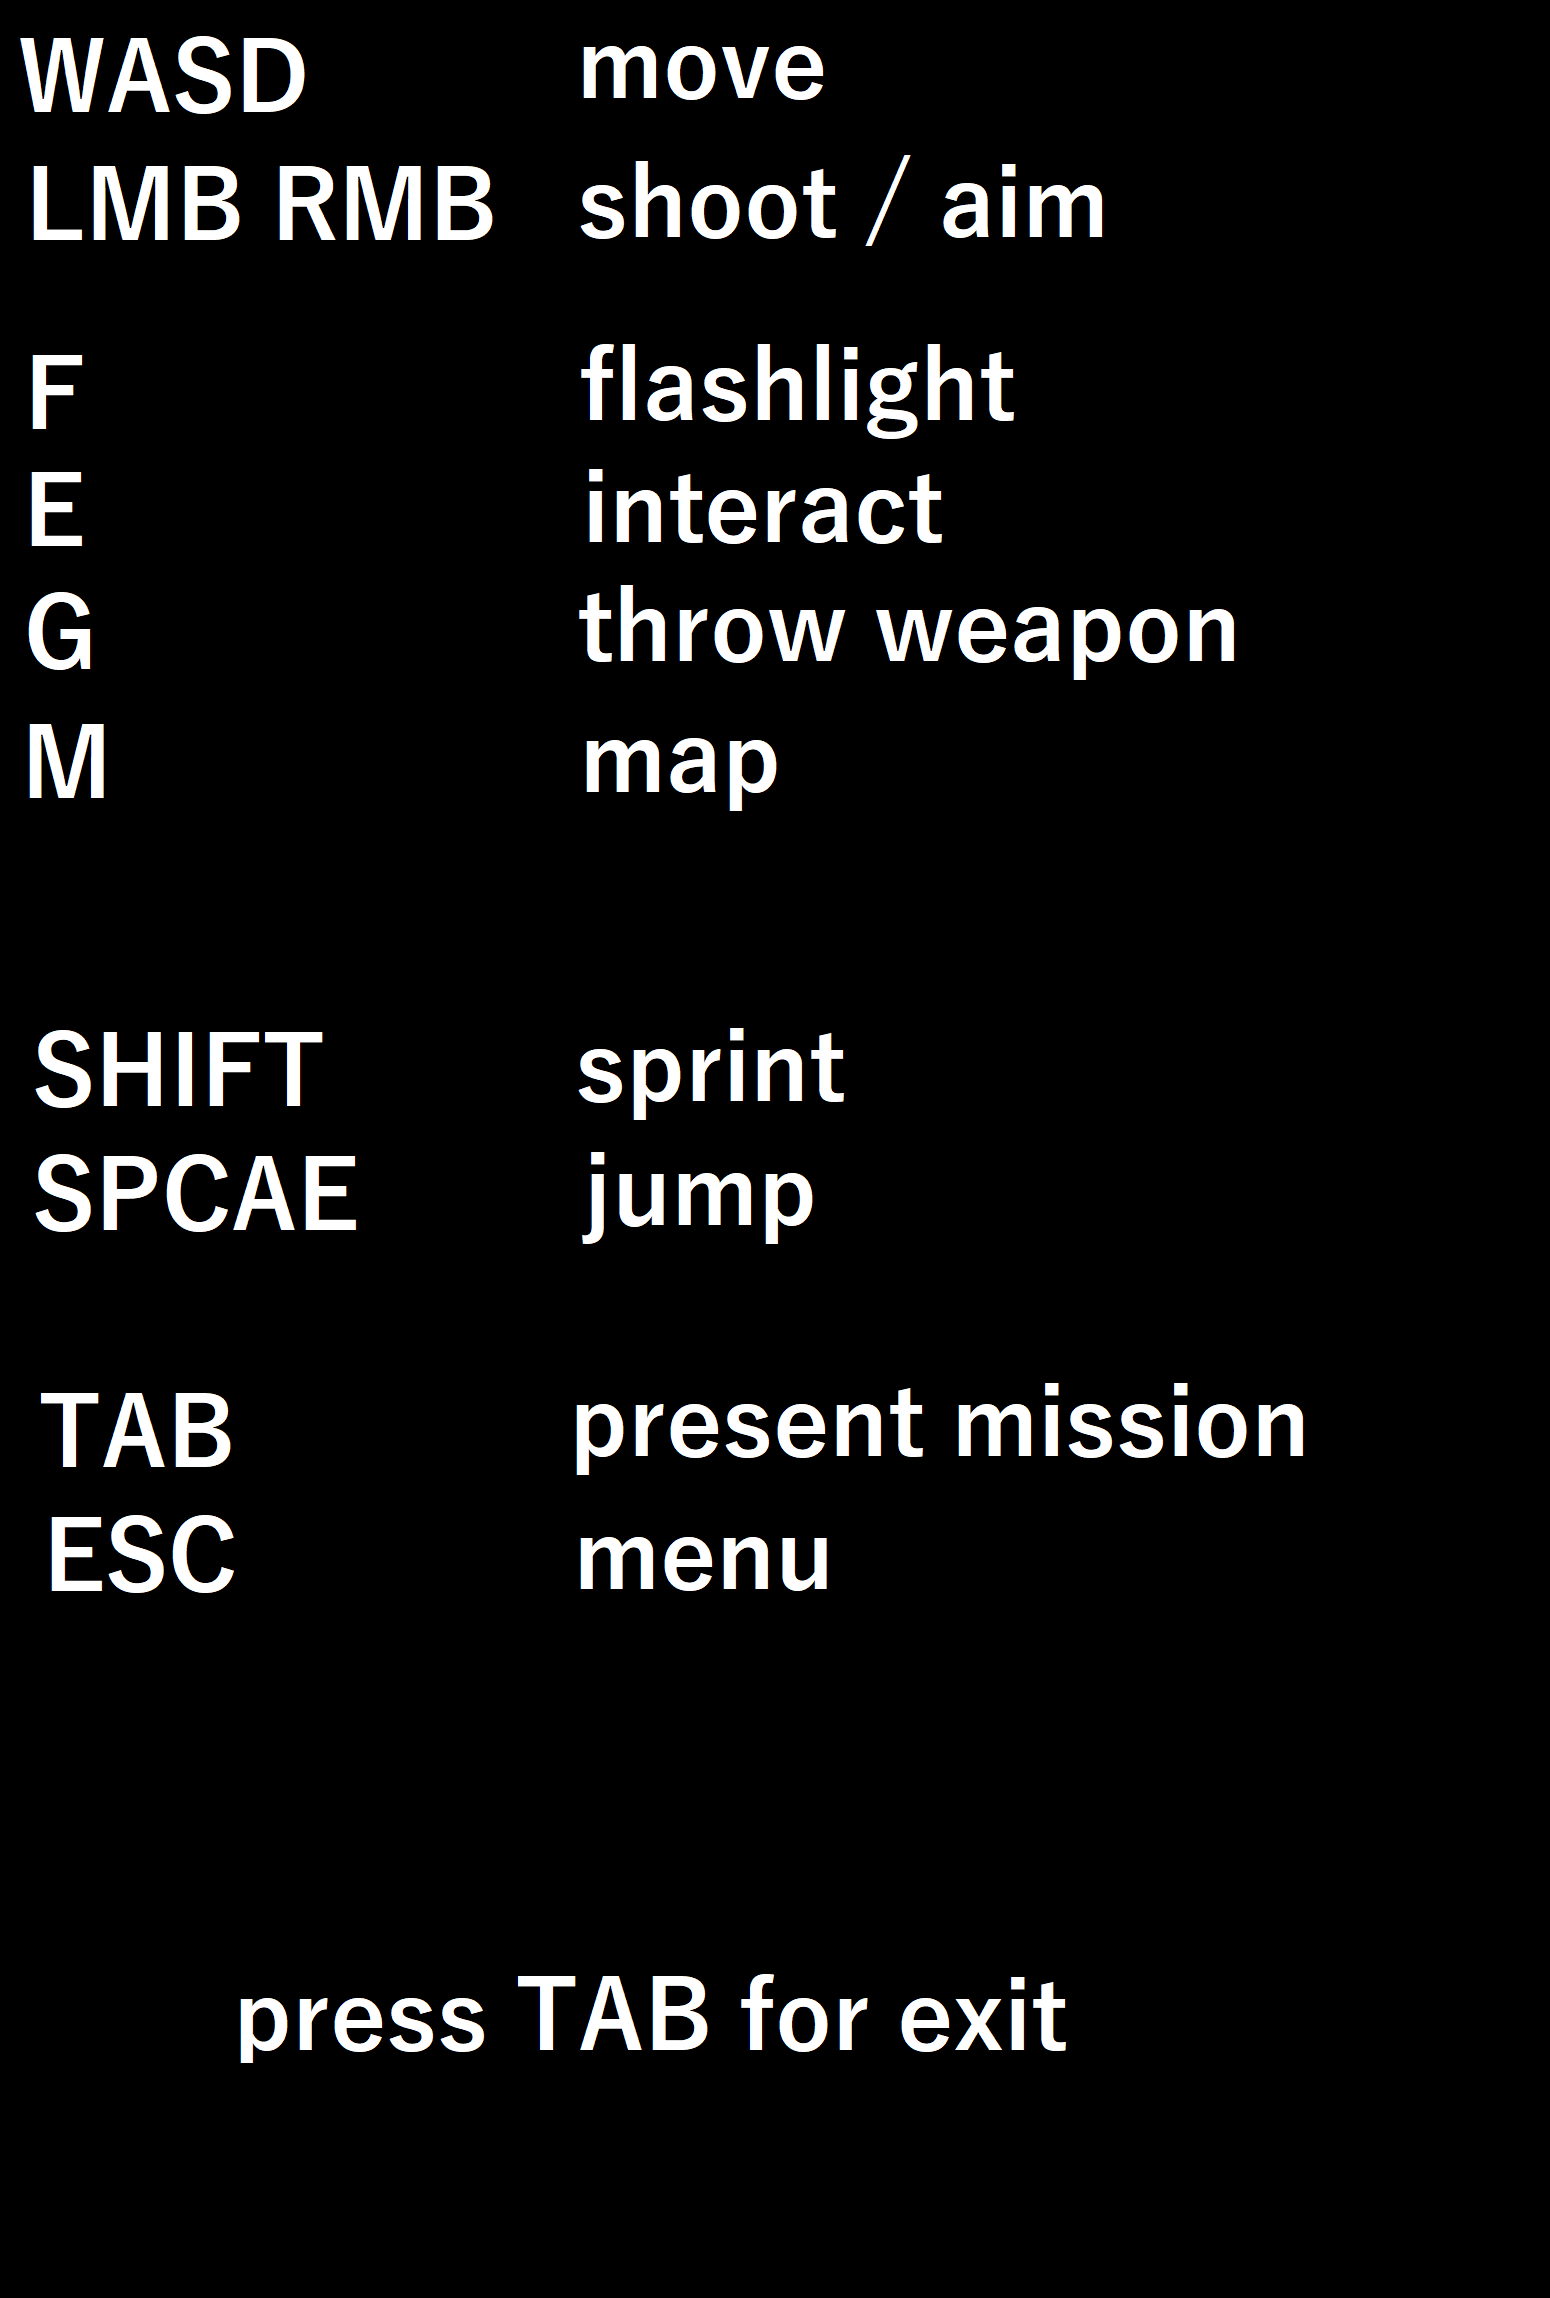 WASD move
LMB RMB shoot / aim
F flashlight
E interact
G throw weapon
M map
SHIFT sprint
SPCAE jump
TAB present mission
ESC menu
press TAB for exit